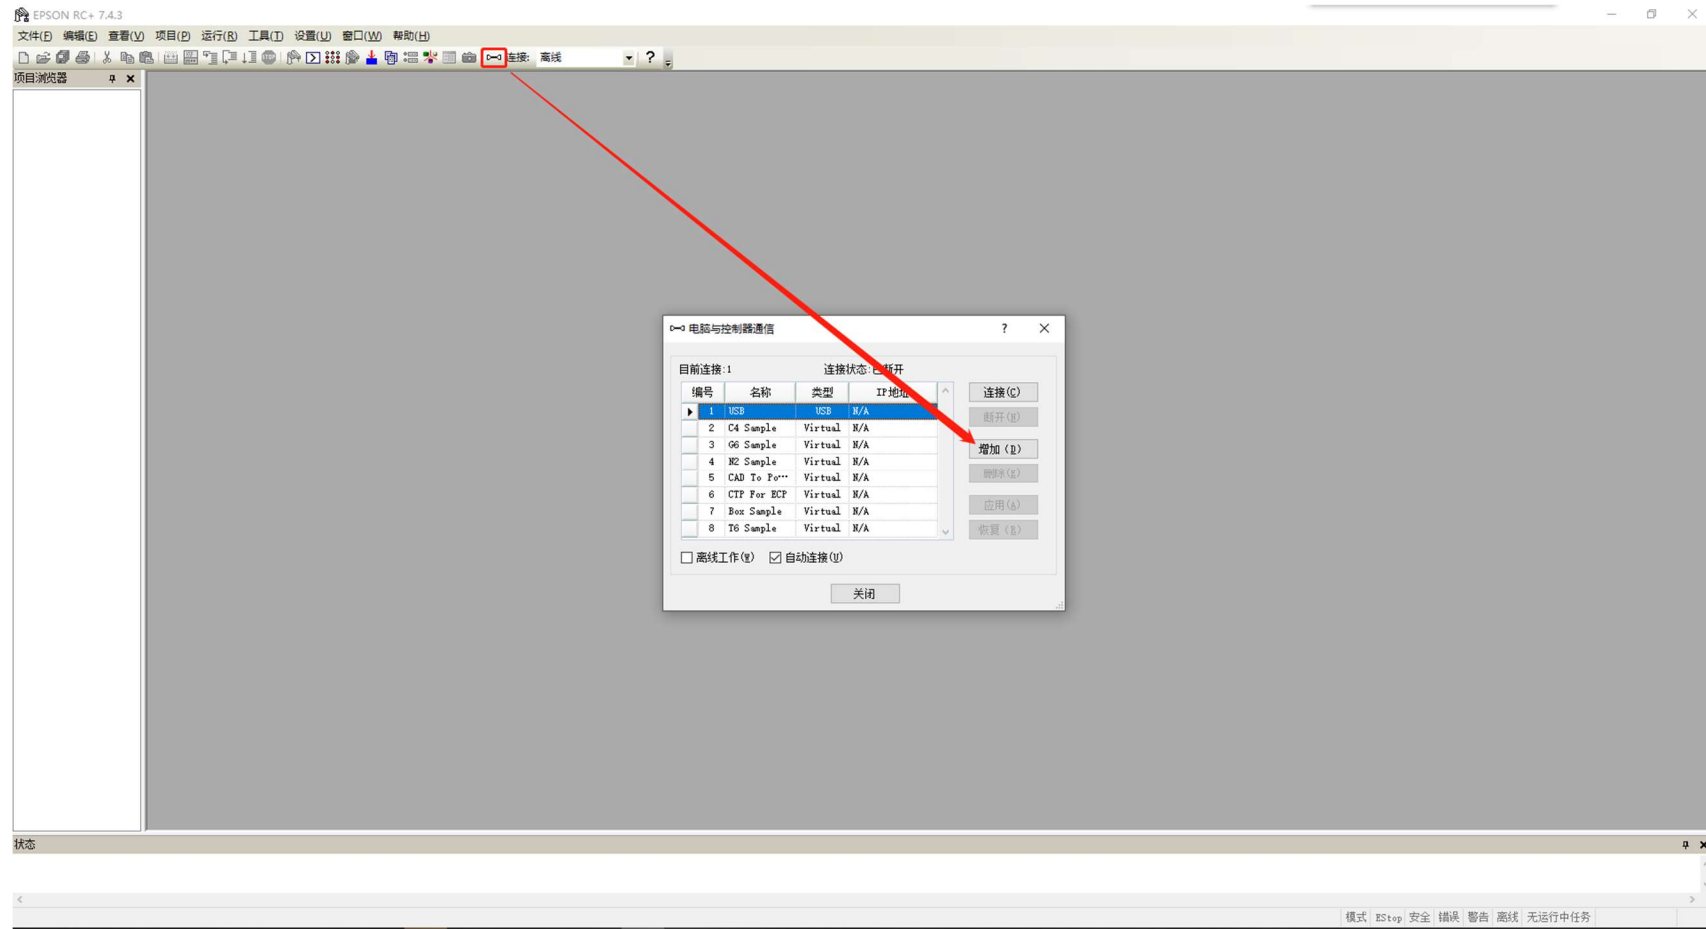 EPSON RC+ 7.4.3
文件(F) 编辑(E) 查看(V) 项目(P) 运行(R) 工具(T) 设置(U) 窗口(W) 帮助(H)
连接: 离线 ?
项目浏览器
电脑与控制器通信 ?
目前连接:1 连接状态:已断开
编号 名称 类型 IP地址 连接(C)
1 USB USB N/A
断开(N)
2 C4 Sample Virtual N/A
3 G6 Sample Virtual N/A
增加 (D)
4 N2 Sample Virtual N/A
5 CAD To Po... Virtual N/A
删除(E)
6 CTP For ECP Virtual N/A
7 Box Sample Virtual N/A
应用(A)
8 T6 Sample Virtual N/A
恢复 (R)
离线工作(W) 自动连接(U)
关闭
状态
模式 EStop 安全 错误 警告 离线 无运行中任务